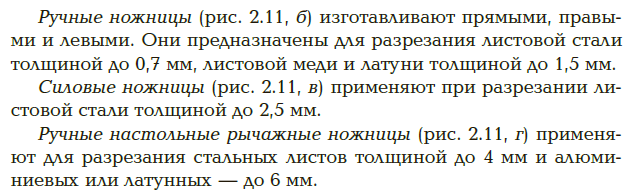 Ручные ножницы (рис. 2.11, б) изготавливают прямыми, правы-
ми и левыми. Они предназначены для разрезания листовой стали
толщиной до 0,7 мм, листовой меди и латуни толщиной до 1,5 мм.
Силовые ножницы (рис. 2.11, в) применяют при разрезании ли-
стовой стали толщиной до 2,5 мм.
Ручные настольные рычажные ножницы (рис. 2.11, г) применя-
ют для разрезания стальных листов толщиной до 4 мм и алюми-
ниевых или латунных — до 6 мм.